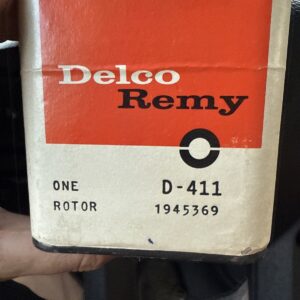 Delco
Remy
ONE D-411
ROTOR 1945369